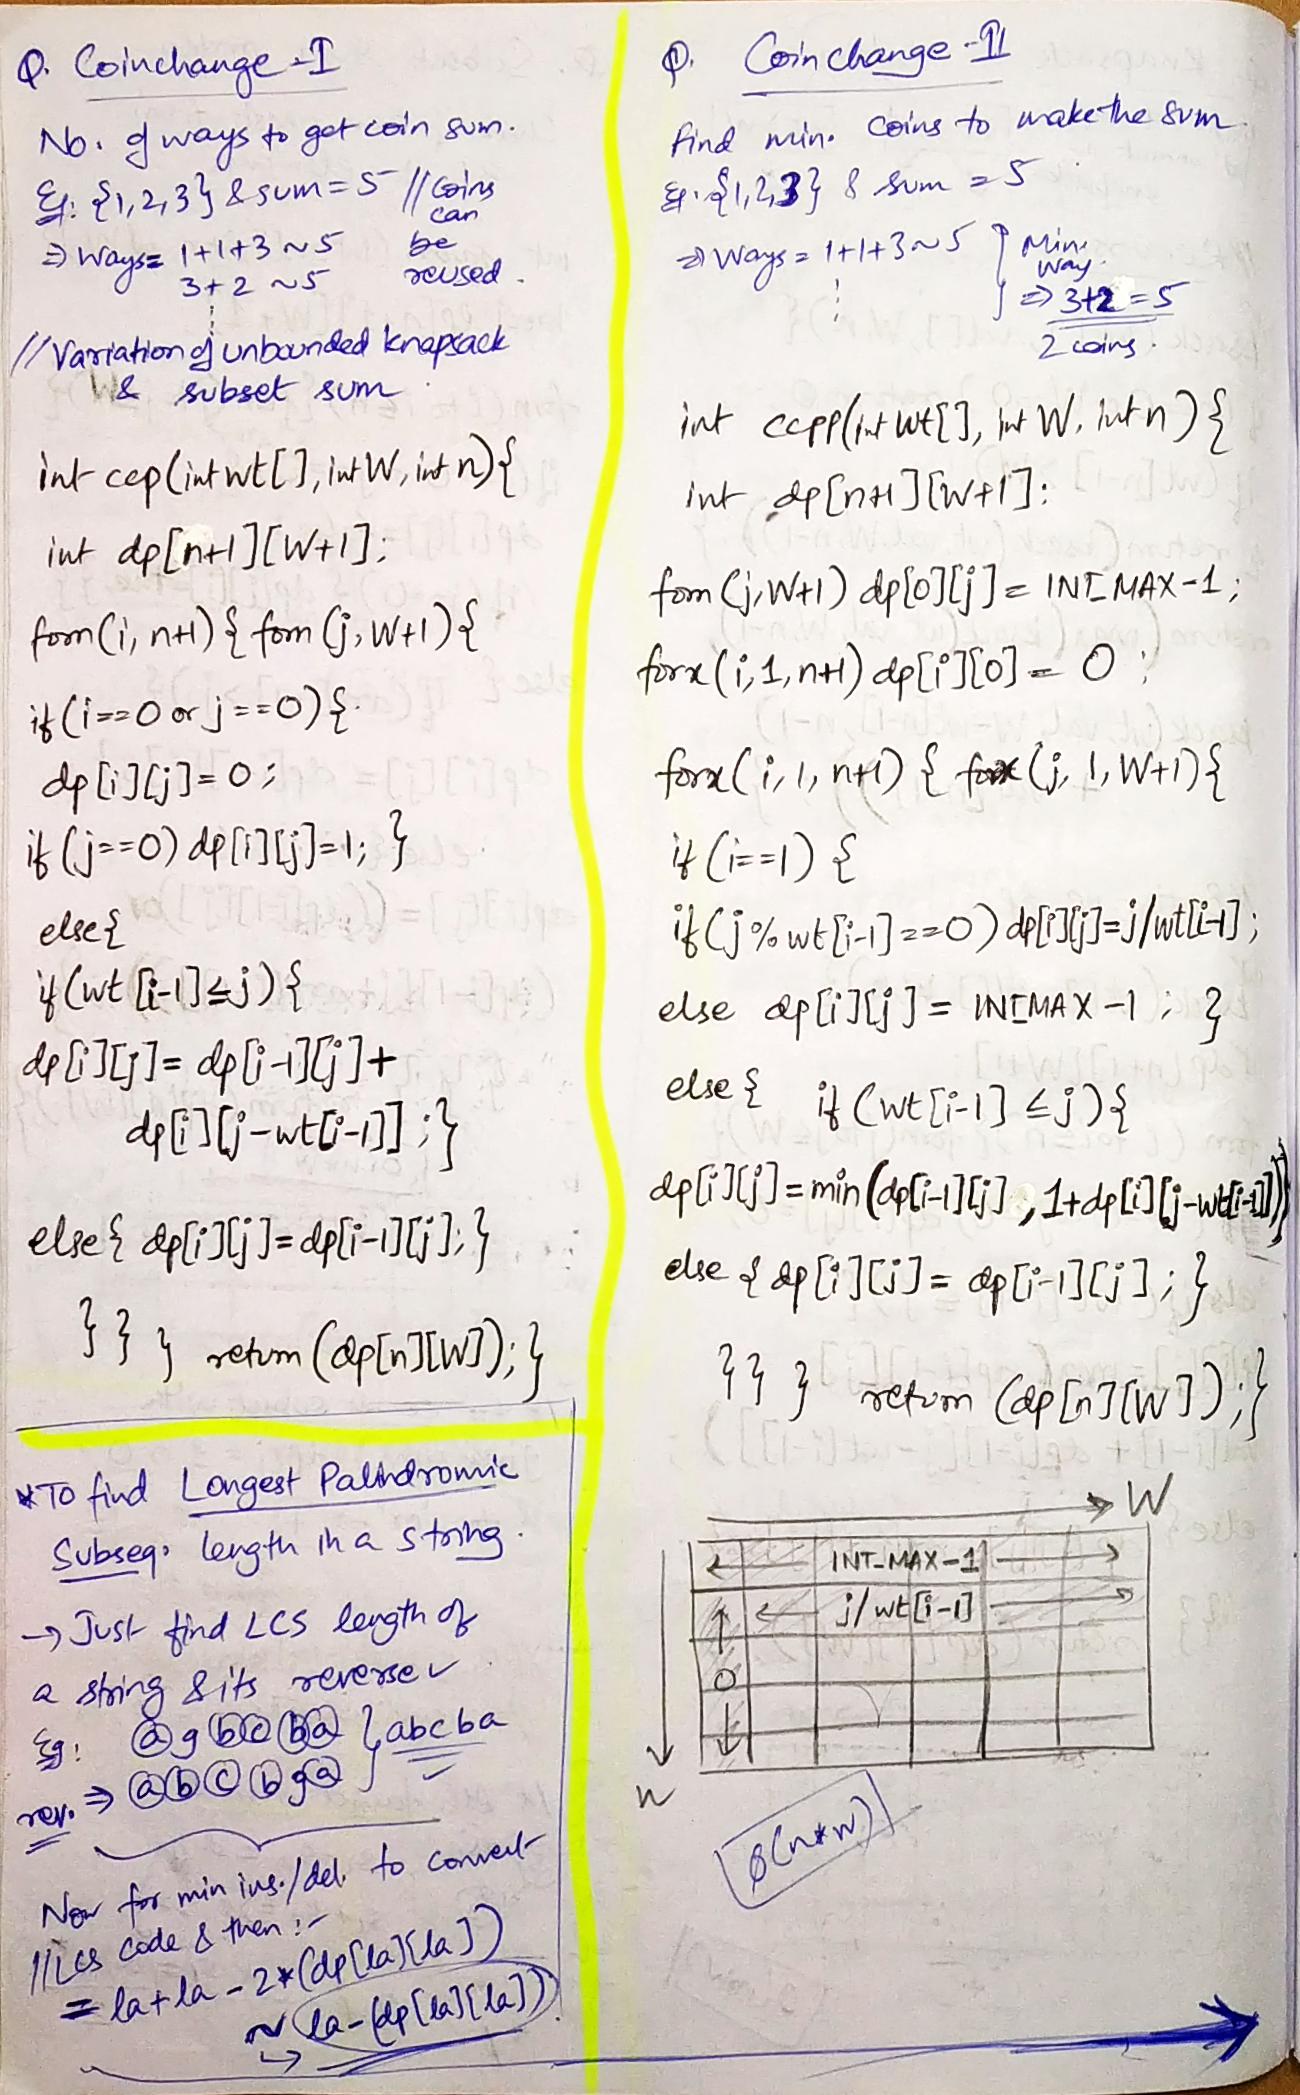 Q. Coinchange-I
No. of ways to get coin sum.
Eg: {1,2,3} & sum=5 //Coins
can
be
reused.
=> Ways= 1+1+3 ~ 5
3+2 ~ 5
//Variation of unbounded knapsack
& subset sum
int ccp(int wt[], int W, int n){
int dp[n+1][W+1];
forn(i, n+1) { forn(j, W+1){
if(i==0 or j==0){
dp[i][j]=0;
if(j==0) dp[i][j]=1; }
else{
if(wt[i-1]≤j){
dp[i][j]= dp[i-1][j]+
dp[i][j-wt[i-1]];}
else{ dp[i][j]=dp[i-1][j];}
} } } return(dp[n][W]);}
*To find Longest Palindromic
Subseq. length in a string.
→ Just find LCS length of
a string & its reverse
Eg: a g b c b a } abcba
rev. => a b c b g a
Now for min ins./del. to convert
//LCS code & then :-
= la+la-2*(dp[la][la])
~ la-(dp[la][la])
Q. Coinchange-II
find min. coins to make the sum
Eg. {1,2,3} & sum = 5
=> Ways = 1+1+3 ~ 5 } Min.
way.
=> 3+2 = 5
2 coins.
int ccpp(int wt[], int W, int n){
int dp[n+1][W+1];
forn(j,W+1) dp[0][j]= INT_MAX-1;
forx(i,1,n+1) dp[i][0] = 0;
forx(i,1,n+1) { forx(j,1,W+1){
if(i==1) {
if(j%wt[i-1]==0) dp[i][j]=j/wt[i-1];
else dp[i][j] = INT_MAX-1; }
else { if(wt[i-1] ≤ j){
dp[i][j]=min(dp[i-1][j], 1+dp[i][j-wt[i-1]])}
else { dp[i][j] = dp[i-1][j]; }
} } } return (dp[n][W]);}
W
INT_MAX-1
j/wt[i-1]
0
n
O(n*w)